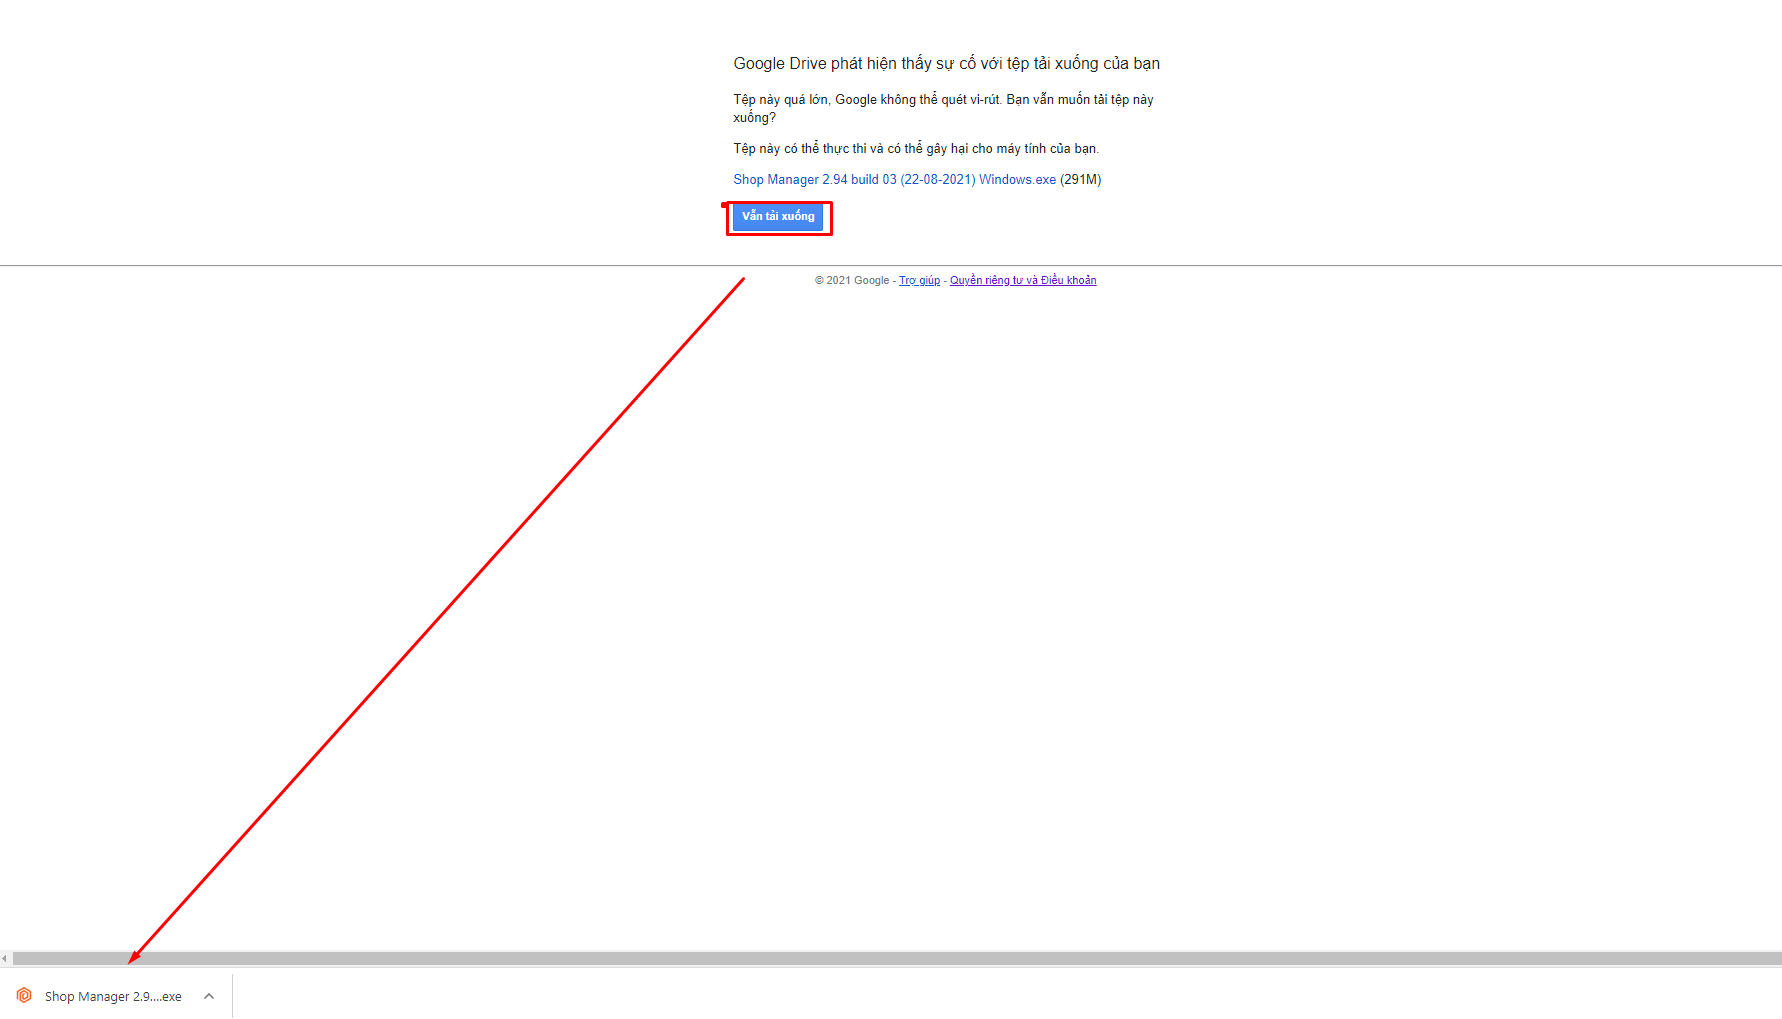 Google Drive phát hiện thấy sự cố với tệp tải xuống của bạn
Tệp này quá lớn, Google không thể quét vi-rút. Bạn vẫn muốn tải tệp này
xuống?
Tệp này có thể thực thi và có thể gây hại cho máy tính của bạn.
Shop Manager 2.94 build 03 (22-08-2021) Windows.exe (291M)
Vẫn tải xuống
© 2021 Google - Trợ giúp - Quyền riêng tư và Điều khoản
Shop Manager 2.9....exe